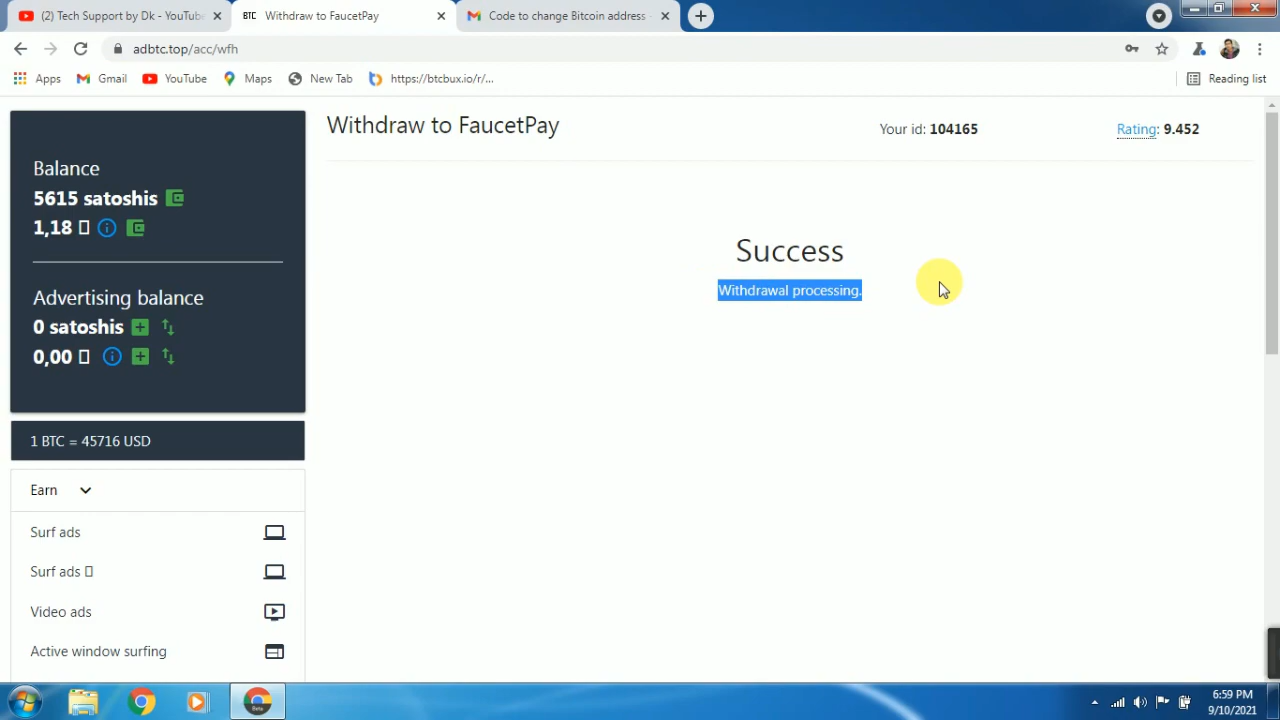 (2) Tech Support by Dk - YouTube
BTC Withdraw to FaucetPay
Code to change Bitcoin address
adbtc.top/acc/wfh
Apps
Gmail
YouTube
Maps
New Tab
https://btcbux.io/r/...
Reading list
Withdraw to FaucetPay
Your id: 104165
Rating: 9.452
Balance
5615 satoshis
1,18
Advertising balance
0 satoshis
0,00
1 BTC = 45716 USD
Success
Withdrawal processing.
Earn
Surf ads
Surf ads
Video ads
Active window surfing
Beta
6:59 PM
9/10/2021